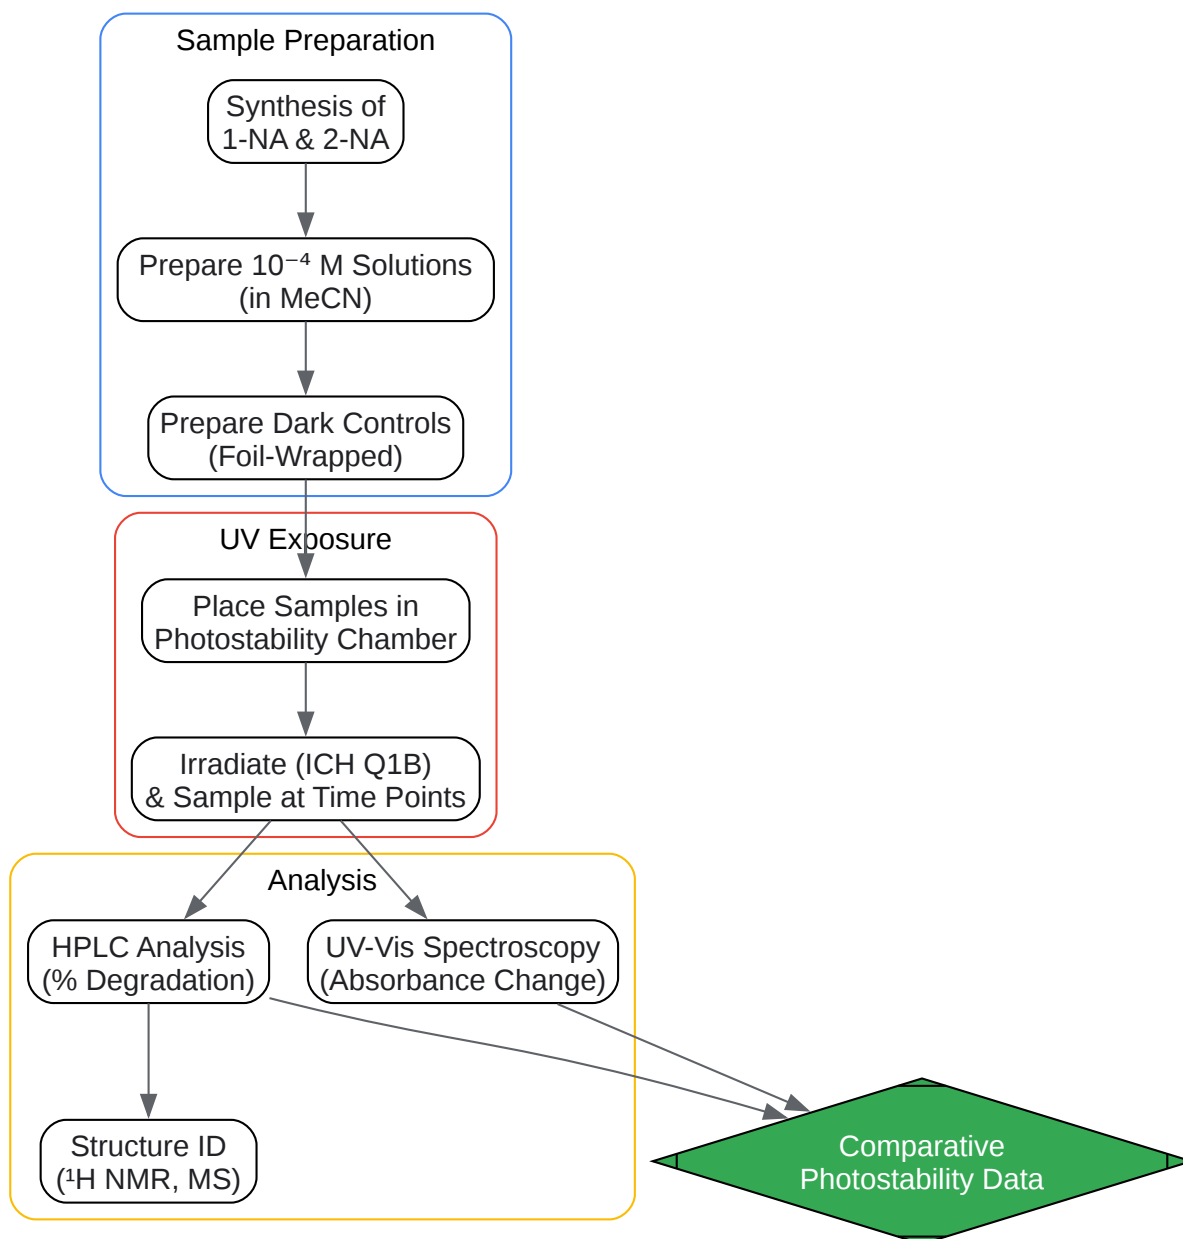 Sample Preparation
Synthesis of
1-NA & 2-NA
Prepare 10⁻⁴ M Solutions
(in MeCN)
Prepare Dark Controls
(Foil-Wrapped)
UV Exposure
Place Samples in
Photostability Chamber
Irradiate (ICH Q1B)
& Sample at Time Points
Analysis
HPLC Analysis
(% Degradation)
UV-Vis Spectroscopy
(Absorbance Change)
Structure ID
(¹H NMR, MS)
Comparative
Photostability Data